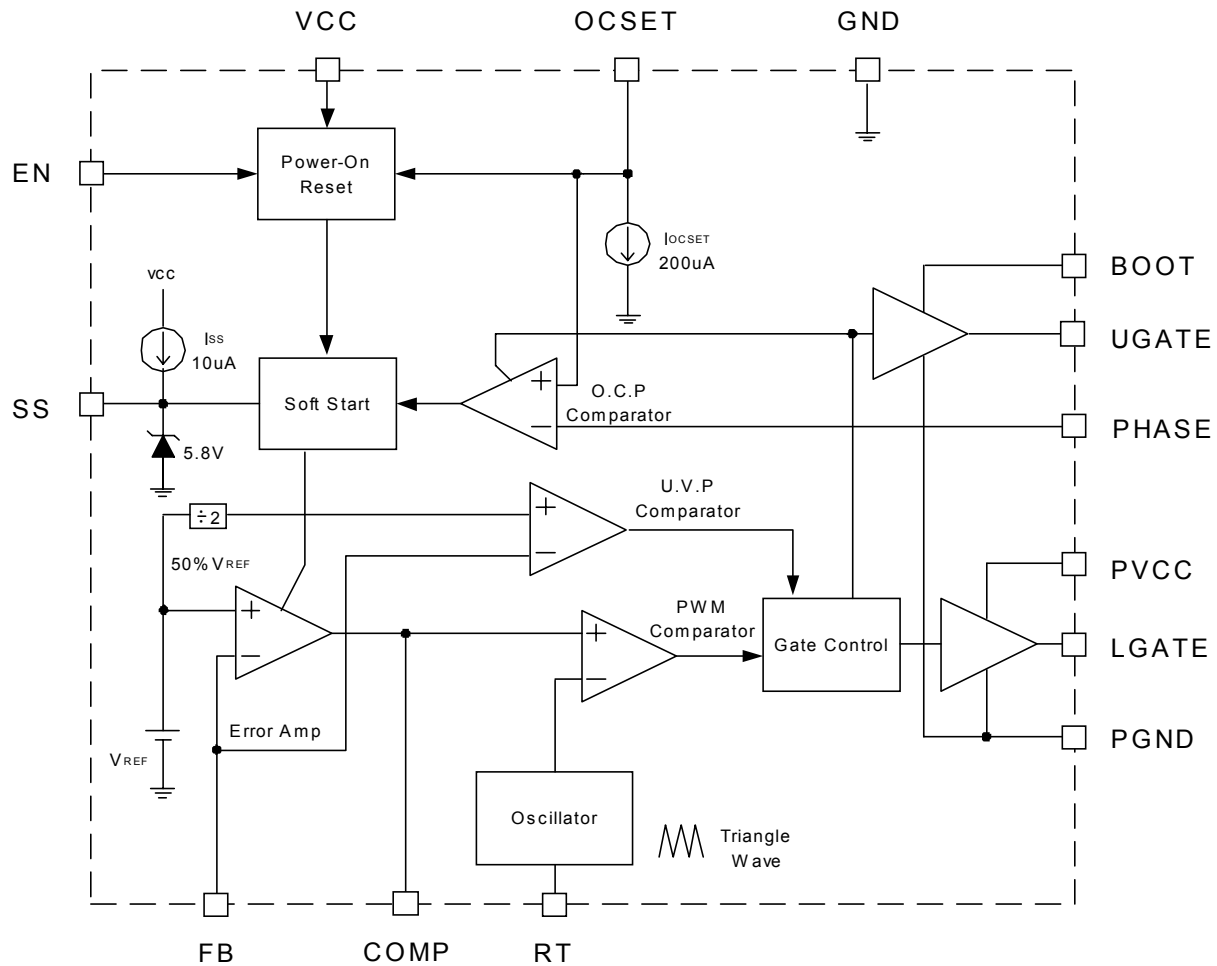 VCC
OCSET
GND
EN
Power-On
Reset
IOCSET
200uA
BOOT
vcc
ISS
10uA
UGATE
SS
Soft Start
+
−
O.C.P
Comparator
PHASE
5.8V
U.V.P
Comparator
÷2
+
−
50% VREF
PVCC
+
−
PWM
Comparator
+
−
Gate Control
LGATE
Error Amp
VREF
PGND
Oscillator
Triangle
Wave
FB
COMP
RT